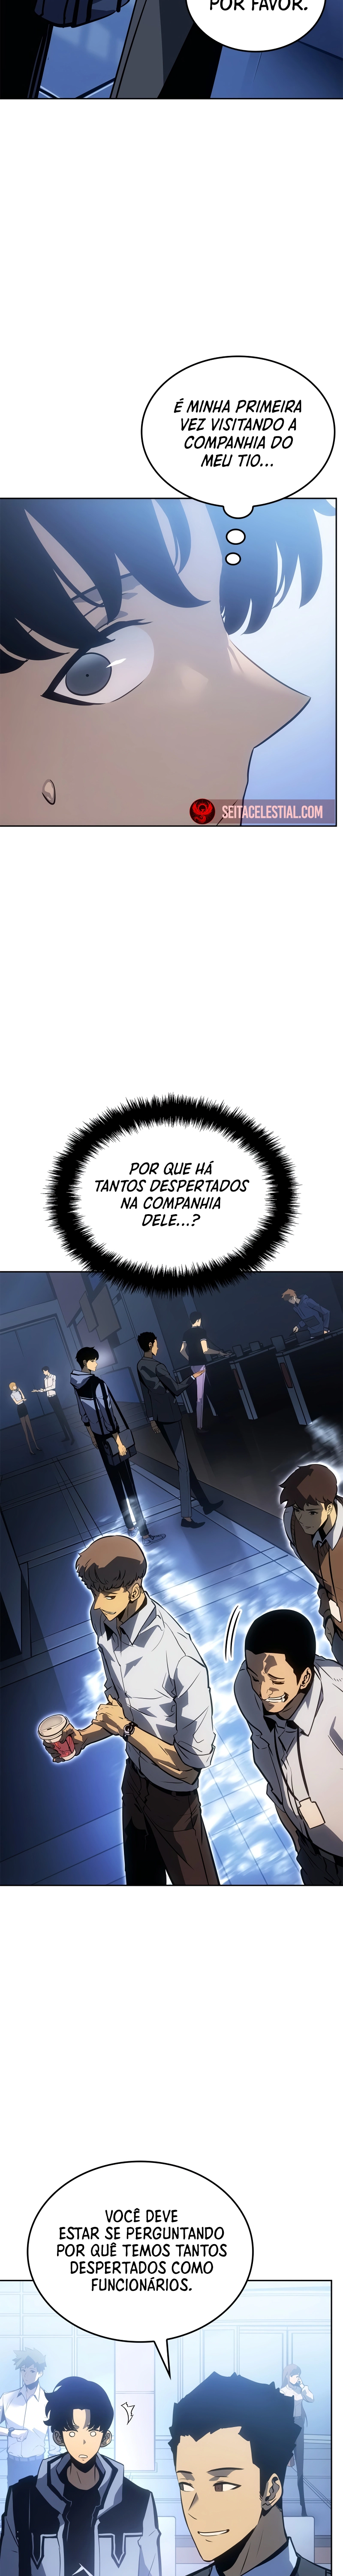 POR FAVOR.
É MINHA PRIMEIRA
VEZ VISITANDO A
COMPANHIA DO
MEU TIO...
SEITACELESTIAL.COM
POR QUE HÁ
TANTOS DESPERTADOS
NA COMPANHIA
DELE...?
VOCÊ DEVE
ESTAR SE PERGUNTANDO
POR QUÊ TEMOS TANTOS
DESPERTADOS COMO
FUNCIONÁRIOS.